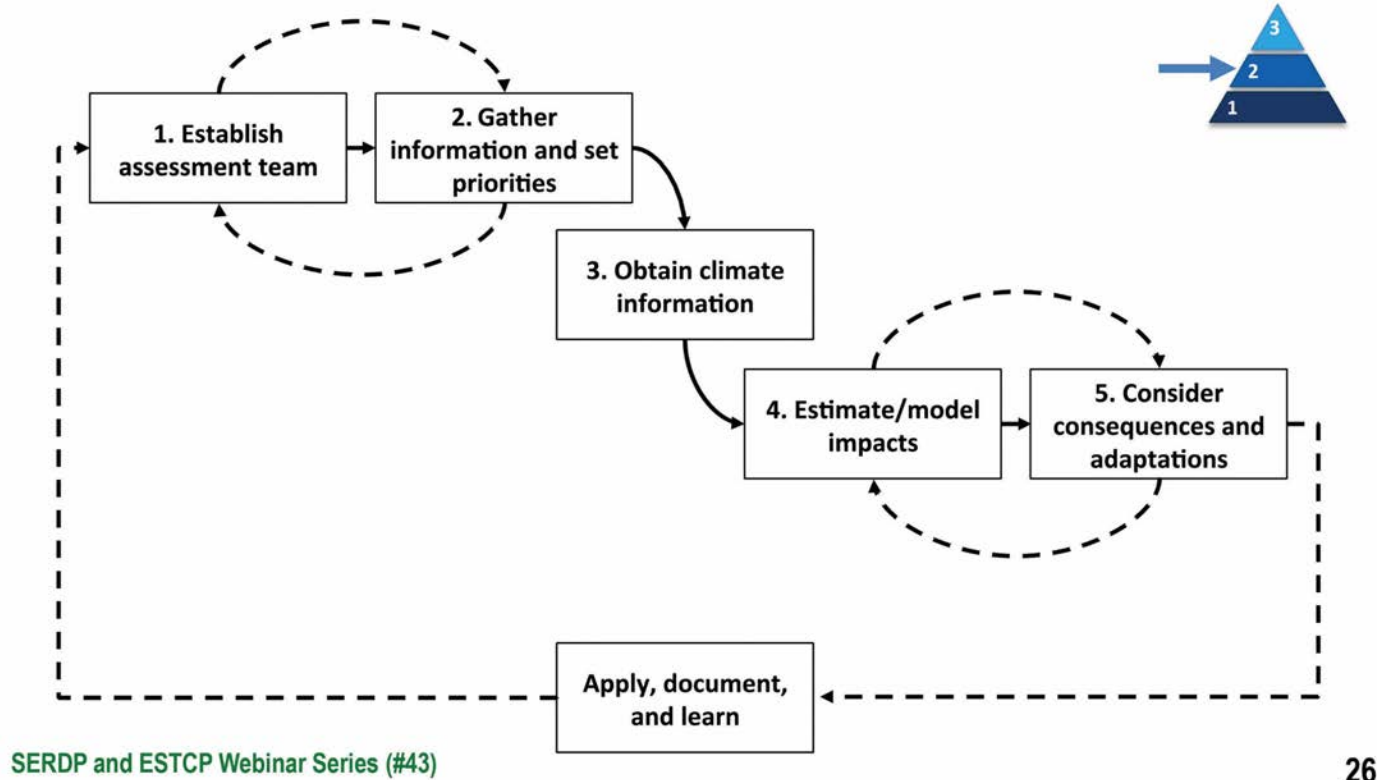 3
2
1
1. Establish
assessment team
2. Gather
information and set
priorities
3. Obtain climate
information
4. Estimate/model
impacts
5. Consider
consequences and
adaptations
Apply, document,
and learn
SERDP and ESTCP Webinar Series (#43)
26